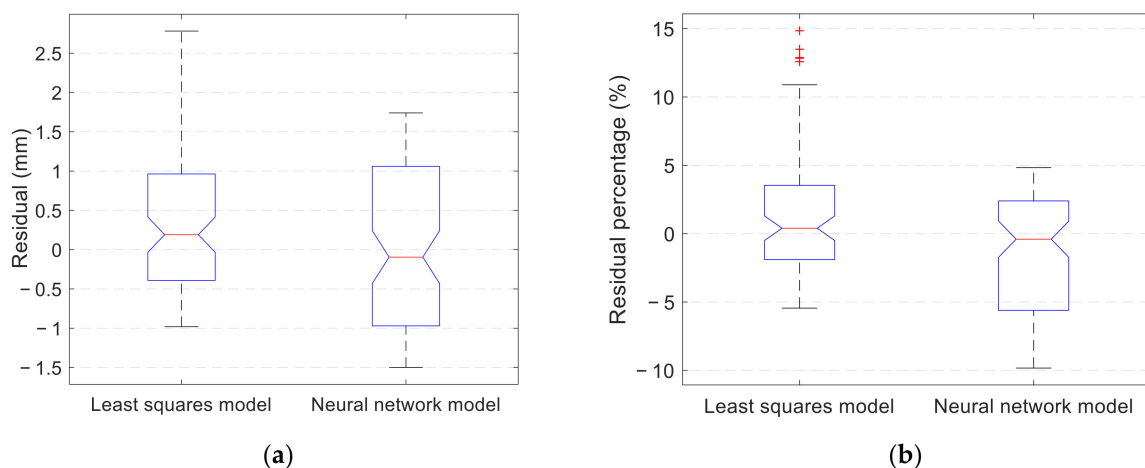 Residual (mm)
2.5
2
1.5
1
0.5
0
− 0.5
− 1
− 1.5
Least squares model Neural network model
(a)
Residual percentage (%)
15
10
5
0
− 5
− 10
Least squares model Neural network model
(b)